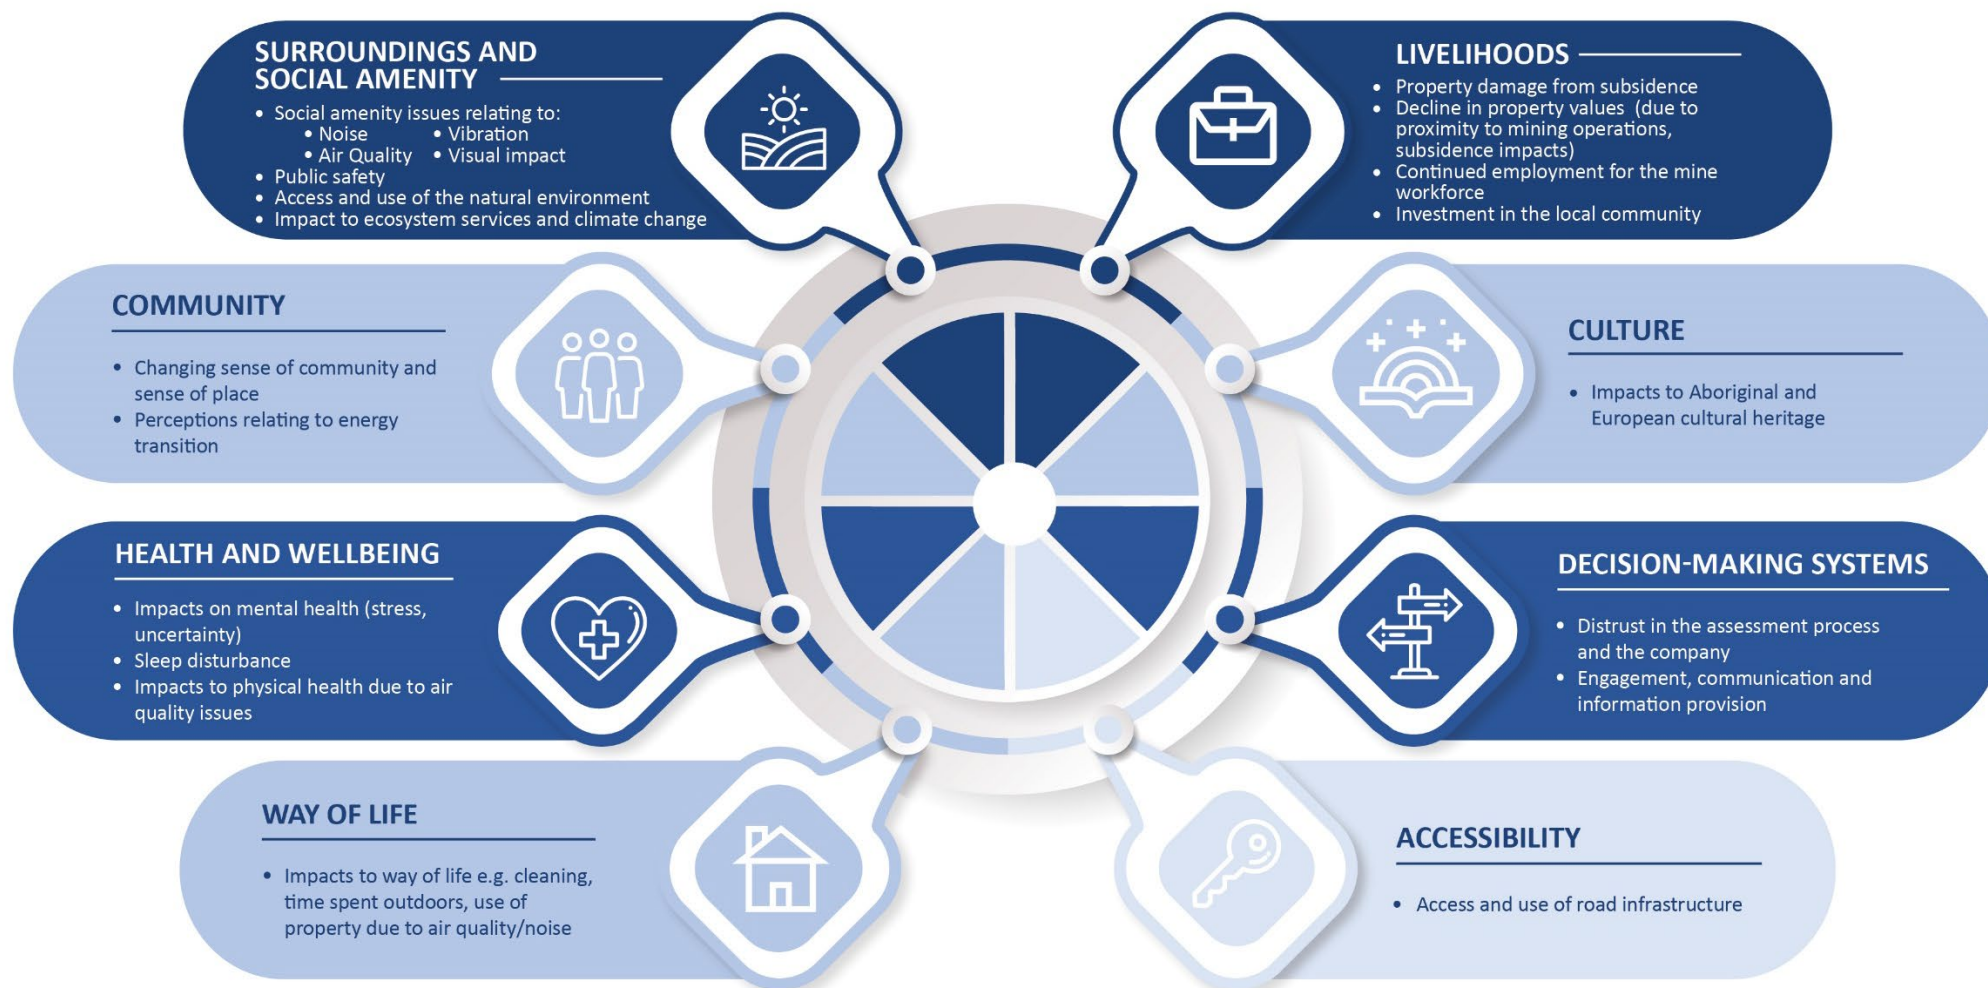 SURROUNDINGS AND
SOCIAL AMENITY
• Social amenity issues relating to:
• Noise • Vibration
• Air Quality • Visual impact
• Public safety
• Access and use of the natural environment
• Impact to ecosystem services and climate change
LIVELIHOODS
• Property damage from subsidence
• Decline in property values (due to
proximity to mining operations,
subsidence impacts)
• Continued employment for the mine
workforce
• Investment in the local community
COMMUNITY
• Changing sense of community and
sense of place
• Perceptions relating to energy
transition
CULTURE
• Impacts to Aboriginal and
European cultural heritage
HEALTH AND WELLBEING
• Impacts on mental health (stress,
uncertainty)
• Sleep disturbance
• Impacts to physical health due to air
quality issues
DECISION-MAKING SYSTEMS
• Distrust in the assessment process
and the company
• Engagement, communication and
information provision
WAY OF LIFE
• Impacts to way of life e.g. cleaning,
time spent outdoors, use of
property due to air quality/noise
ACCESSIBILITY
• Access and use of road infrastructure